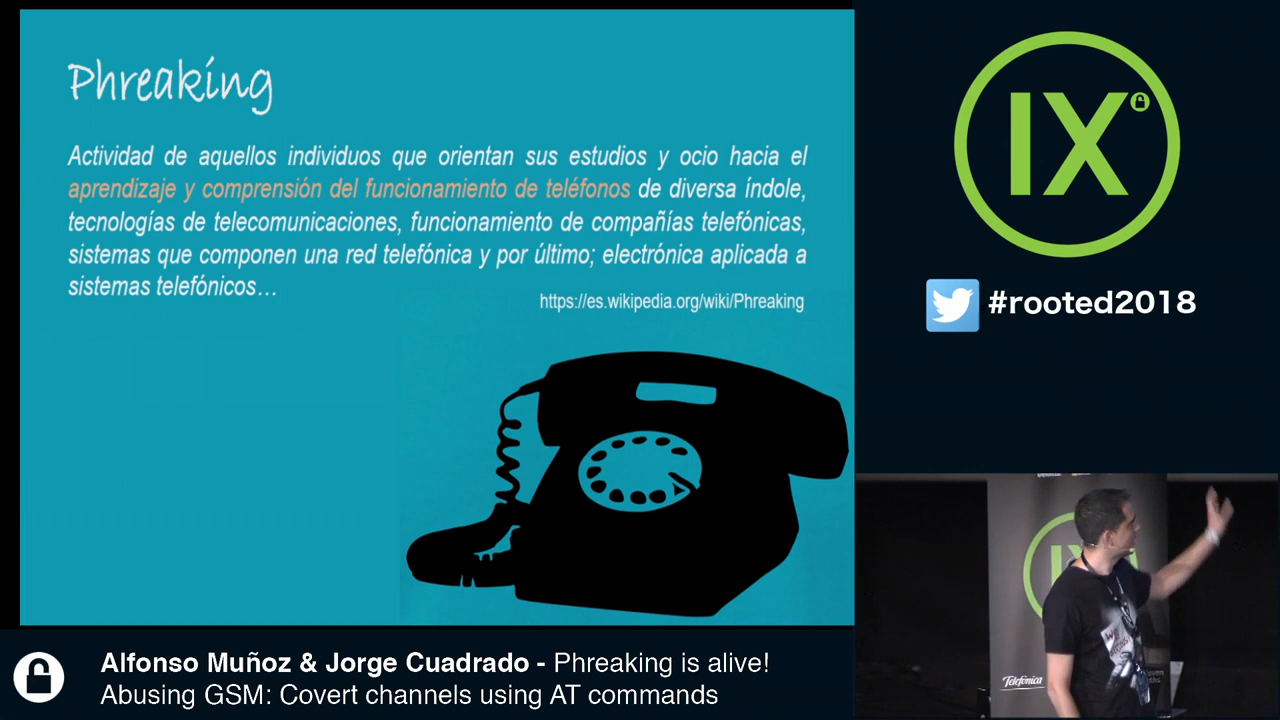 Phreaking
Actividad de aquellos individuos que orientan sus estudios y ocio hacia el
aprendizaje y comprensión del funcionamiento de teléfonos de diversa índole,
tecnologías de telecomunicaciones, funcionamiento de compañías telefónicas,
sistemas que componen una red telefónica y por último; electrónica aplicada a
sistemas telefónicos…
https://es.wikipedia.org/wiki/Phreaking
IX
#rooted2018
IX
Telefónica
Alfonso Muñoz & Jorge Cuadrado - Phreaking is alive!
Abusing GSM: Covert channels using AT commands